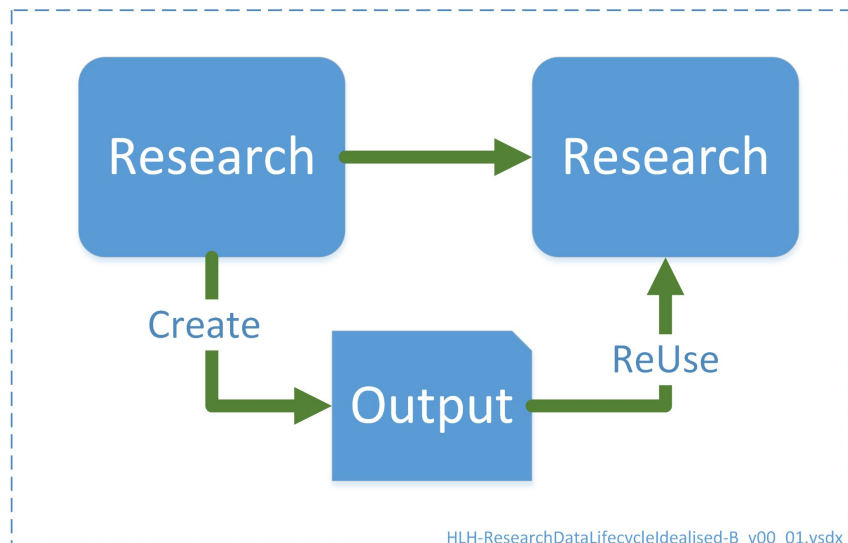 Research
Research
Create
ReUse
Output
HLH-ResearchDataLifecycleIdealised-B_v00_01.vsdx